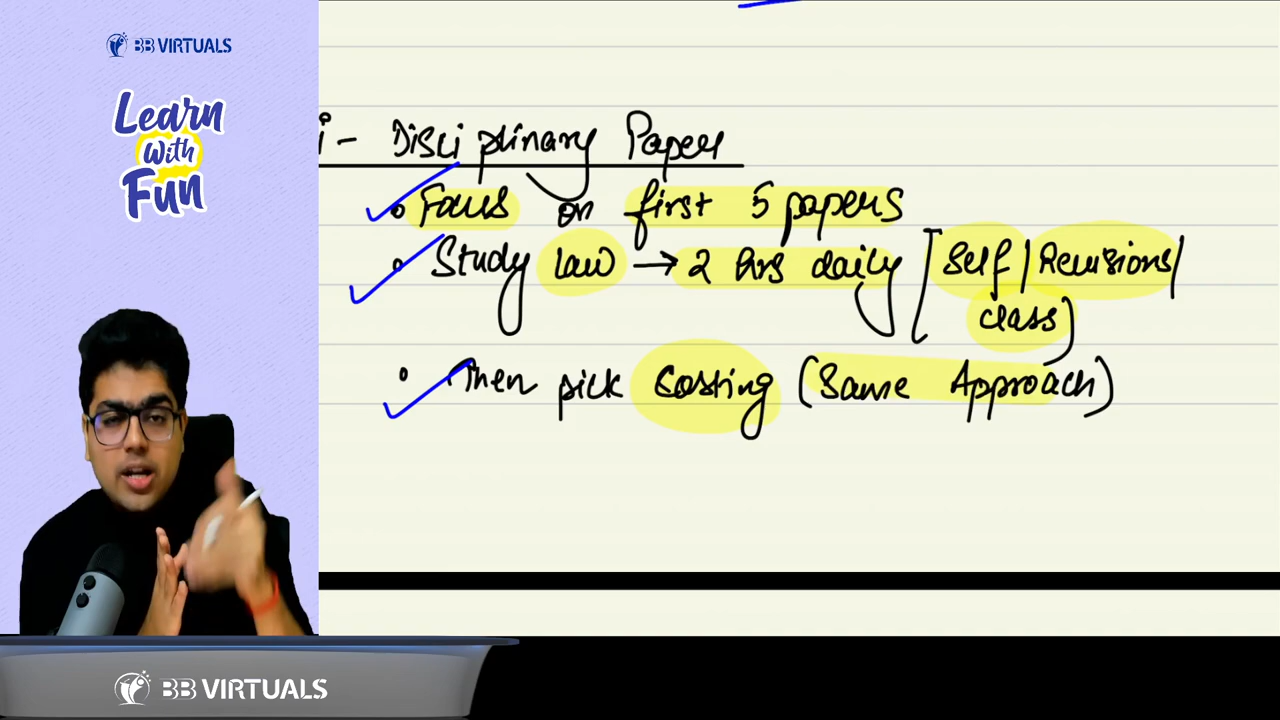 BB VIRTUALS
Learn
With
Fun
i - Disciplinary Papers
• Focus on first 5 papers
• Study law → 2 hrs daily [Self / Revisions /
class]
• Then pick Costing (Same Approach)
BB VIRTUALS